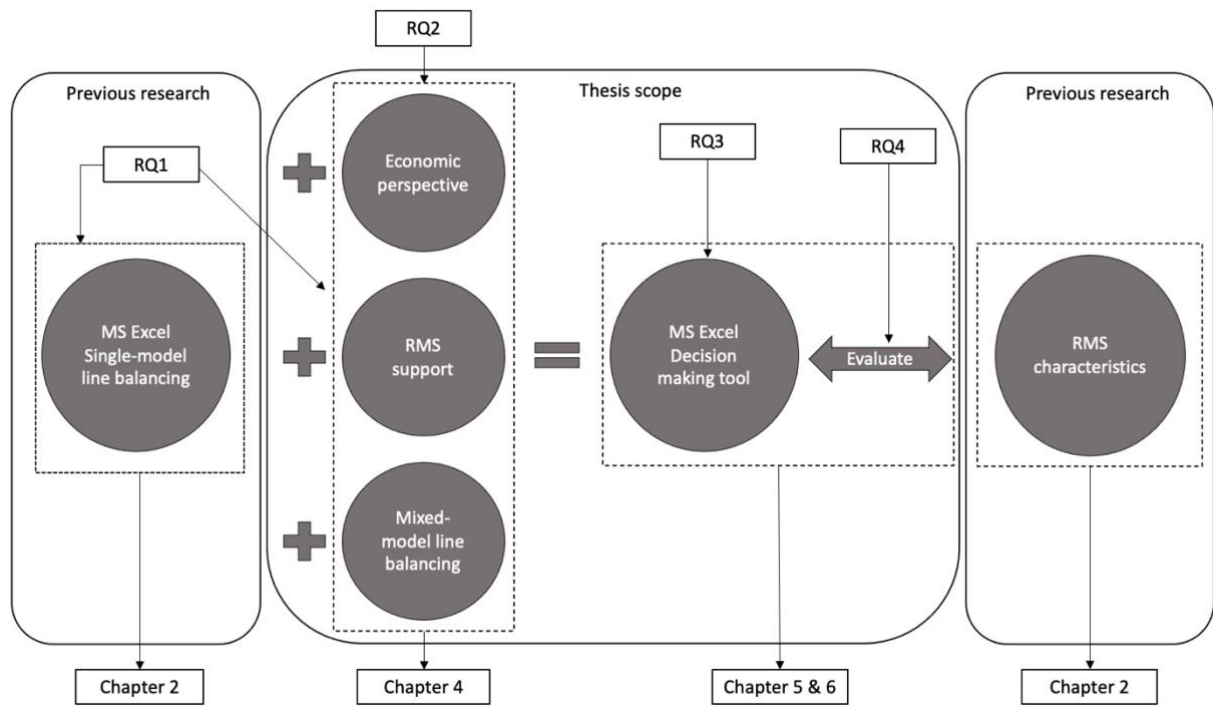 RQ2
Previous research
Thesis scope
Previous research
RQ1
RQ3
RQ4
Economic
perspective
MS Excel
Single-model
line balancing
RMS
support
MS Excel
Decision
making tool
Evaluate
RMS
characteristics
Mixed-
model line
balancing
Chapter 2
Chapter 4
Chapter 5 & 6
Chapter 2